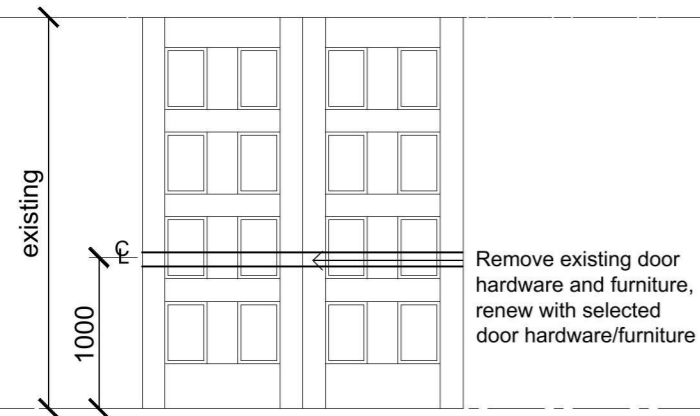 existing
℄
1000
Remove existing door
hardware and furniture,
renew with selected
door hardware/furniture